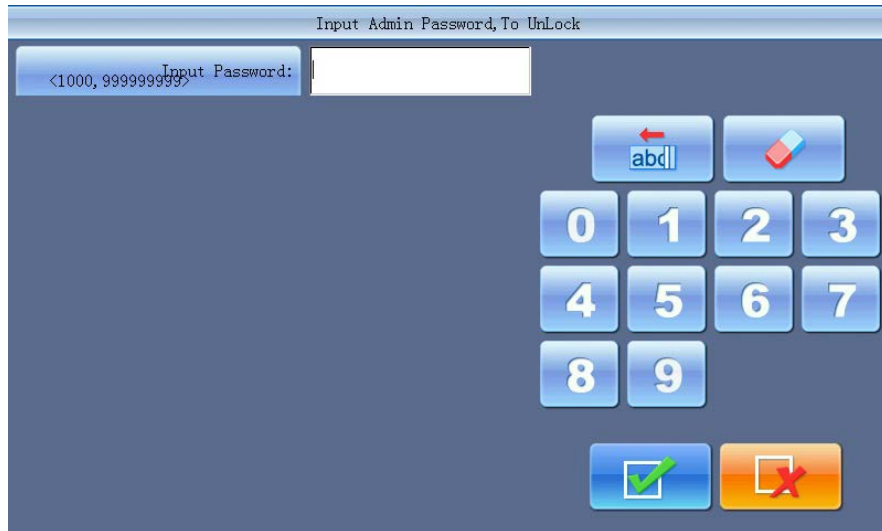 Input Admin Password,To UnLock
Input Password:
<1000,999999999>
abc
0 1 2 3
4 5 6 7
8 9